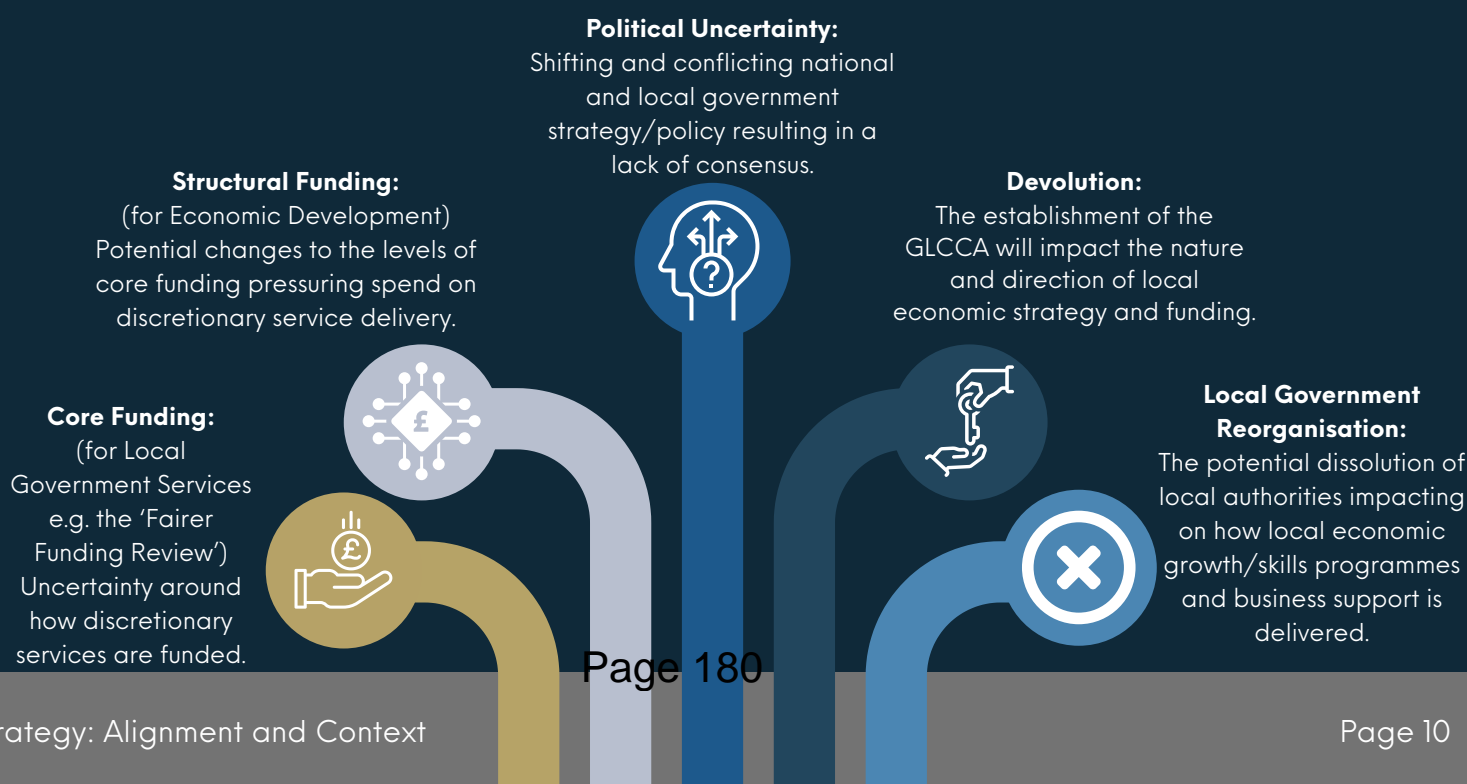 Political Uncertainty:
Shifting and conflicting national
and local government
strategy/policy resulting in a
lack of consensus.
Structural Funding:
(for Economic Development)
Potential changes to the levels of
core funding pressuring spend on
discretionary service delivery.
Devolution:
The establishment of the
GLCCA will impact the nature
and direction of local
economic strategy and funding.
Core Funding:
(for Local
Government Services
e.g. the ‘Fairer
Funding Review’)
Uncertainty around
how discretionary
services are funded.
Local Government
Reorganisation:
The potential dissolution of
local authorities impacting
on how local economic
growth/skills programmes
and business support is
delivered.
£
?
£
Page 180
rategy: Alignment and Context
Page 10